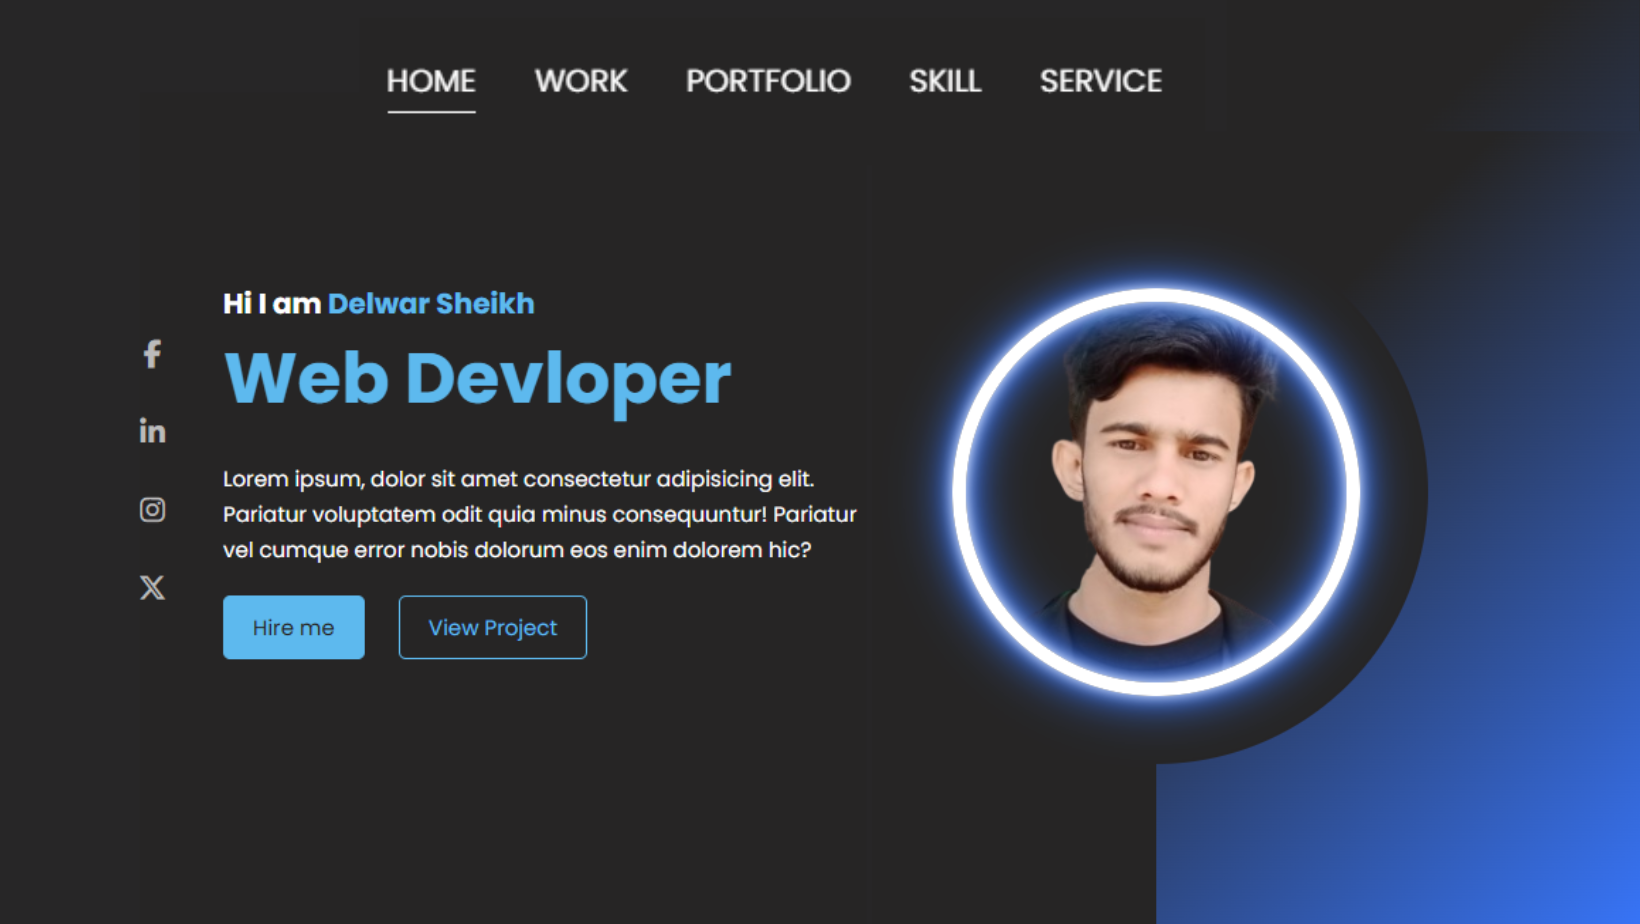 HOME WORK PORTFOLIO SKILL SERVICE
Hi I am Delwar Sheikh
Web Devloper
Lorem ipsum, dolor sit amet consectetur adipisicing elit.
Pariatur voluptatem odit quia minus consequuntur! Pariatur
vel cumque error nobis dolorum eos enim dolorem hic?
Hire me View Project